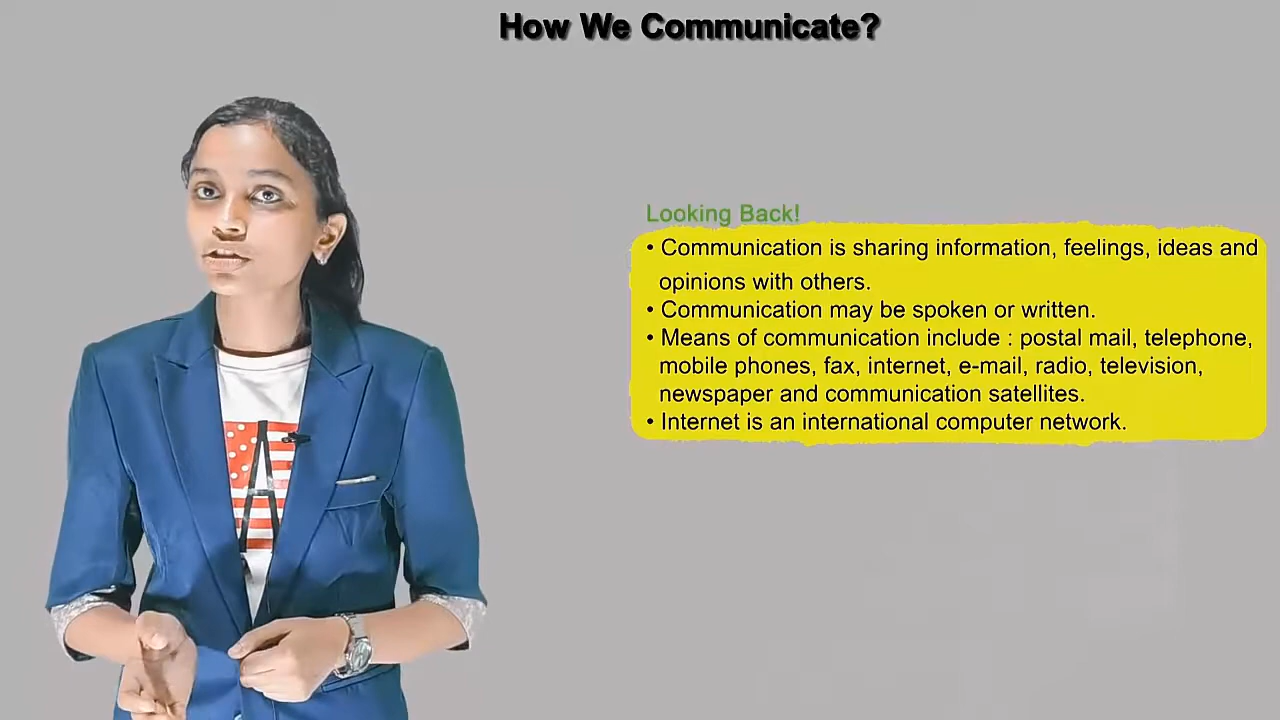 How We Communicate?
Looking Back!
• Communication is sharing information, feelings, ideas and
opinions with others.
• Communication may be spoken or written.
• Means of communication include : postal mail, telephone,
mobile phones, fax, internet, e-mail, radio, television,
newspaper and communication satellites.
• Internet is an international computer network.
A